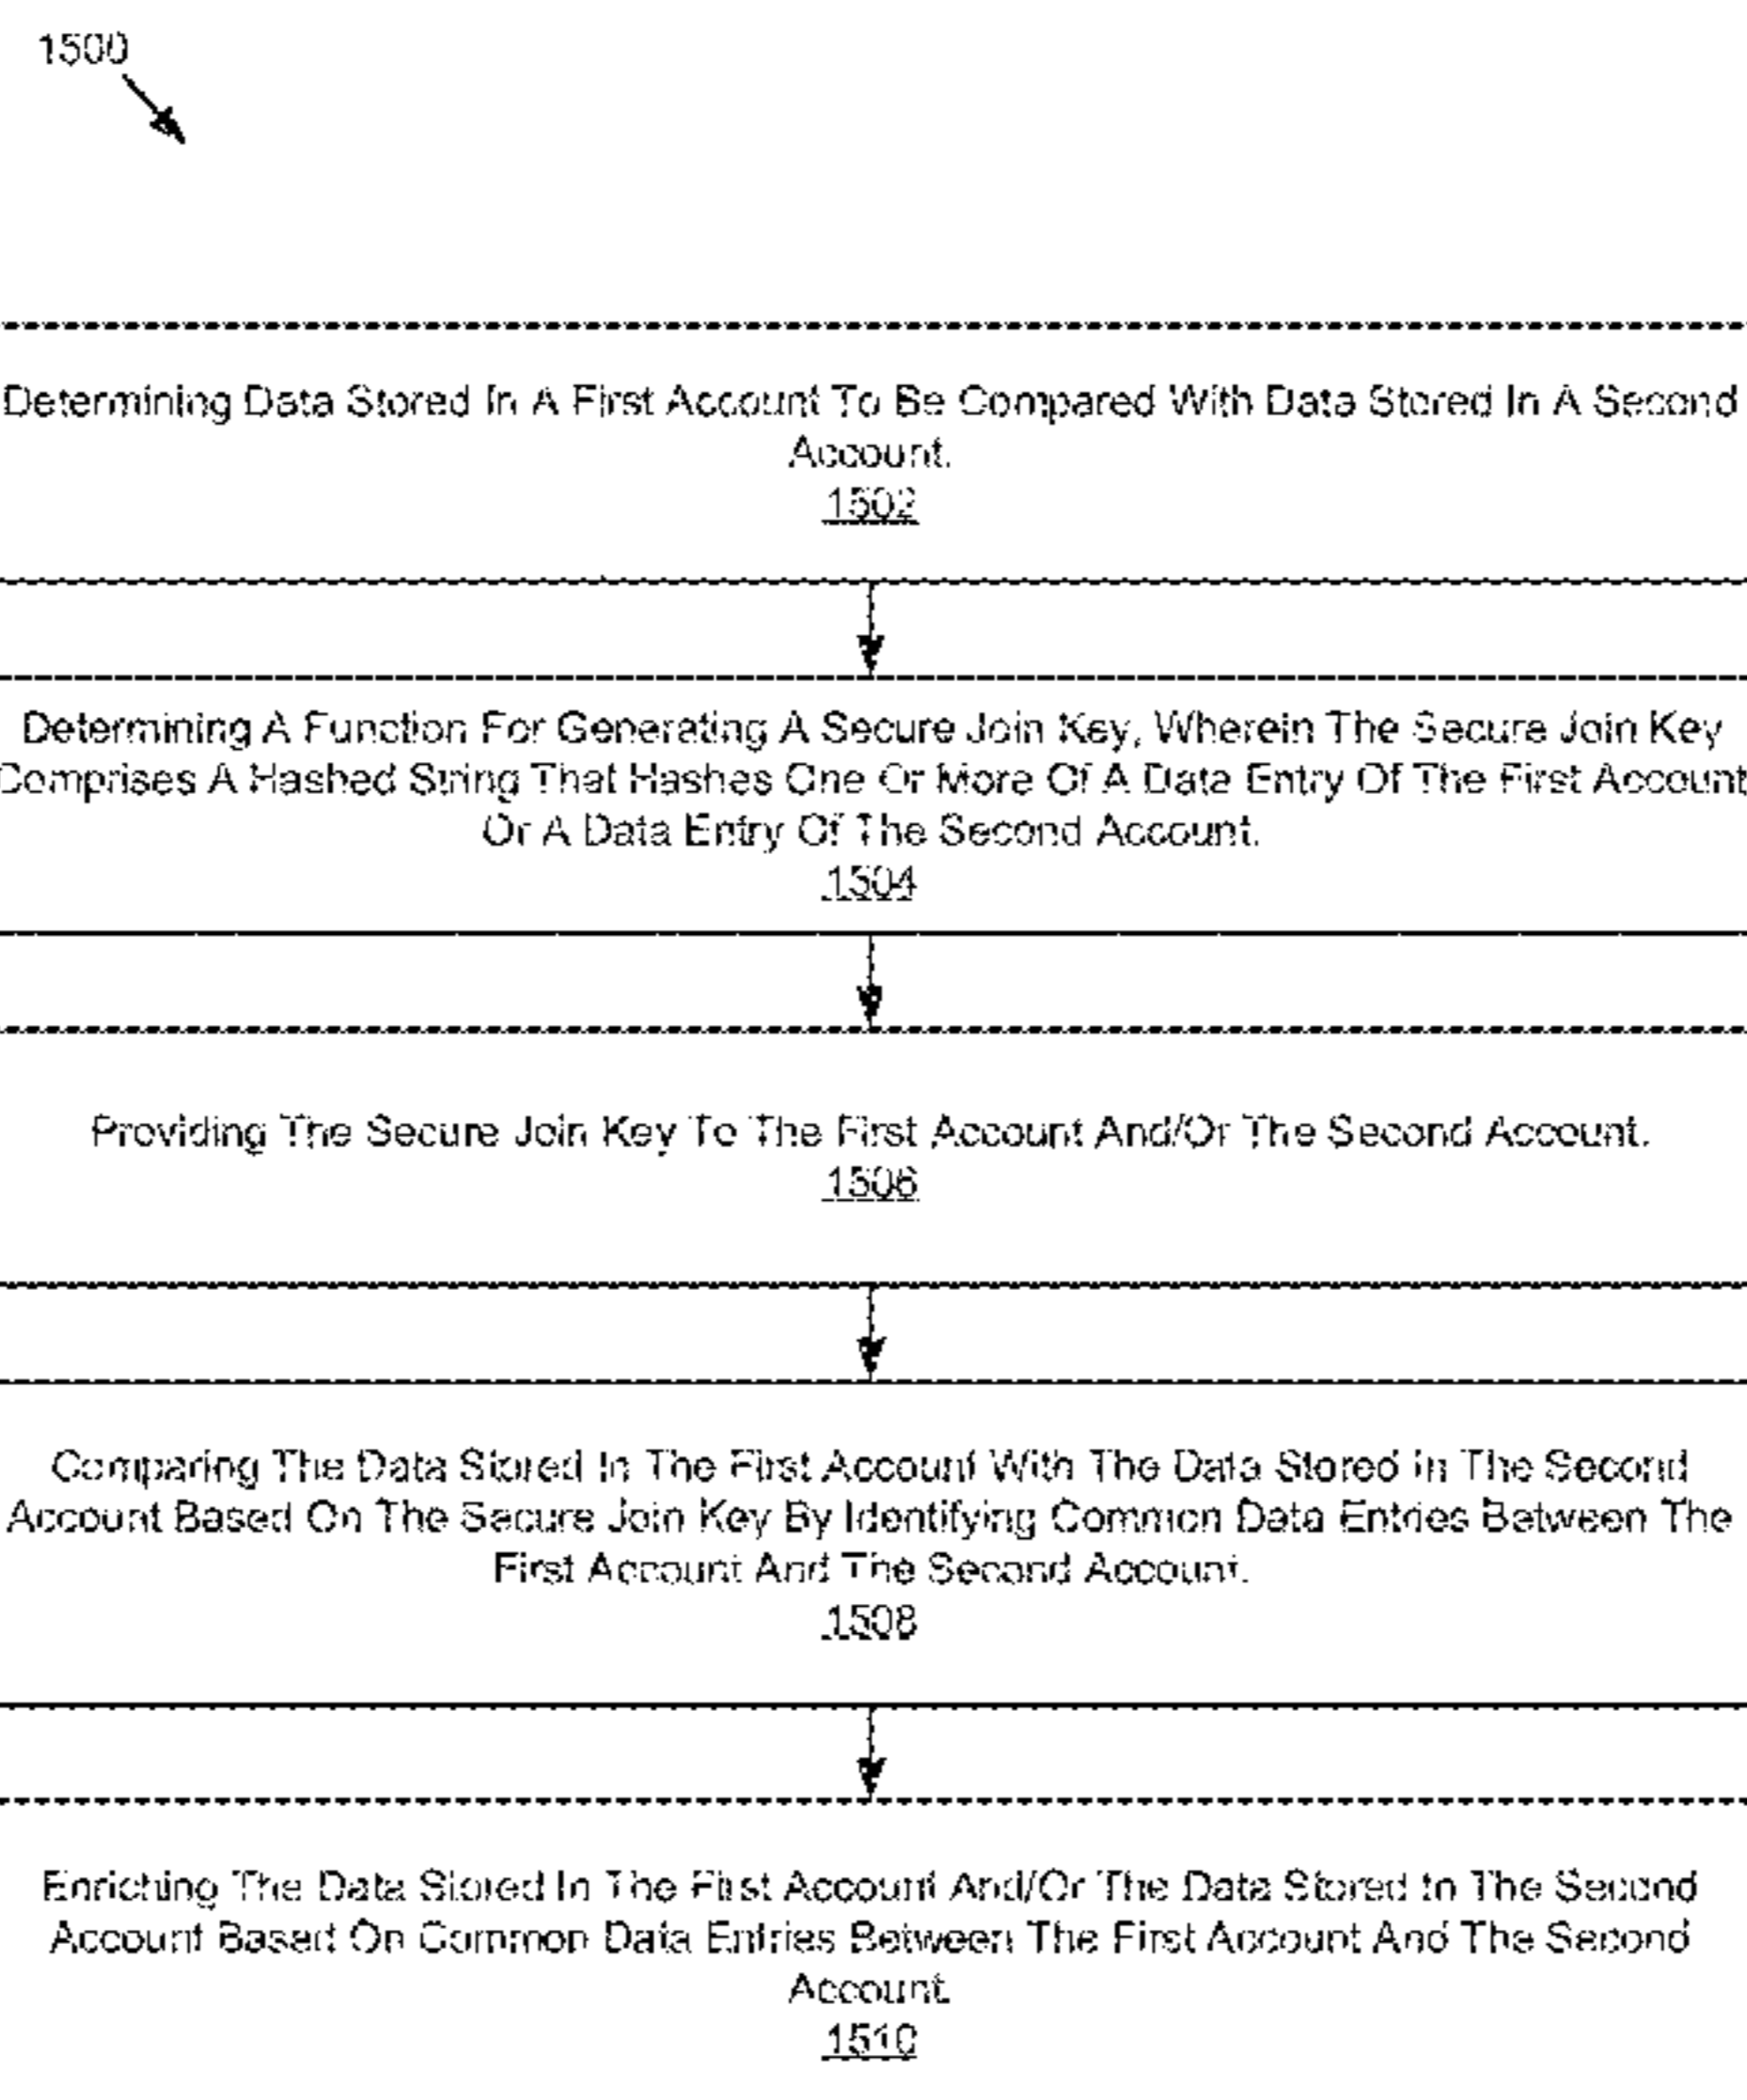 1500
Determining Data Stored In A First Account To Be Compared With Data Stored In A Second
Account.
1502
Determining A Function For Generating A Secure Join Key, Wherein The Secure Join Key
Comprises A Hashed String That Hashes One Or More Of A Data Entry Of The First Account
Or A Data Entry Of The Second Account.
1504
Providing The Secure Join Key To The First Account And/Or The Second Account.
1506
Comparing The Data Stored In The First Account With The Data Stored In The Second
Account Based On The Secure Join Key By Identifying Common Data Entries Between The
First Account And The Second Account.
1508
Enriching The Data Stored In The First Account And/Or The Data Stored In The Second
Account Based On Common Data Entries Between The First Account And The Second
Account.
1510